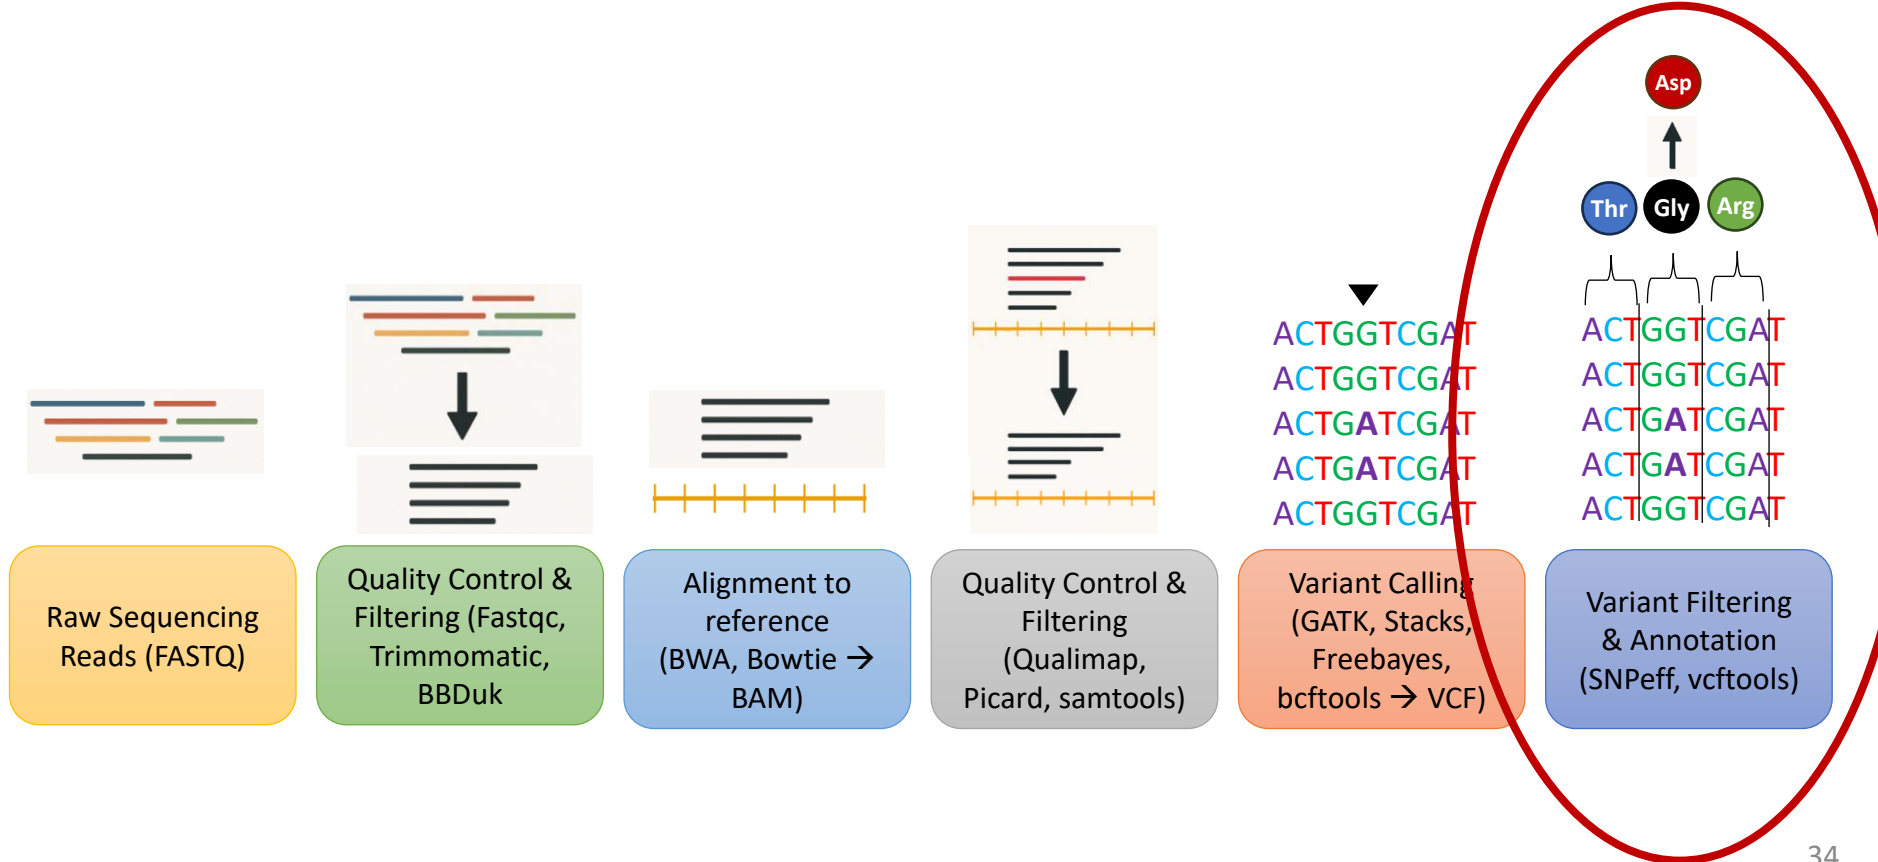 Asp
Thr Gly Arg
ACTGGTCGAT
ACTGGTCGAT
ACTGATCGAT
ACTGATCGAT
ACTGGTCGAT
ACTGGTCGAT
ACTGGTCGAT
ACTGATCGAT
ACTGATCGAT
ACTGGTCGAT
Raw Sequencing
Reads (FASTQ)
Quality Control &
Filtering (Fastqc,
Trimmomatic,
BBDuk
Alignment to
reference
(BWA, Bowtie →
BAM)
Quality Control &
Filtering
(Qualimap,
Picard, samtools)
Variant Calling
(GATK, Stacks,
Freebayes,
bcftools → VCF)
Variant Filtering
& Annotation
(SNPeff, vcftools)
34